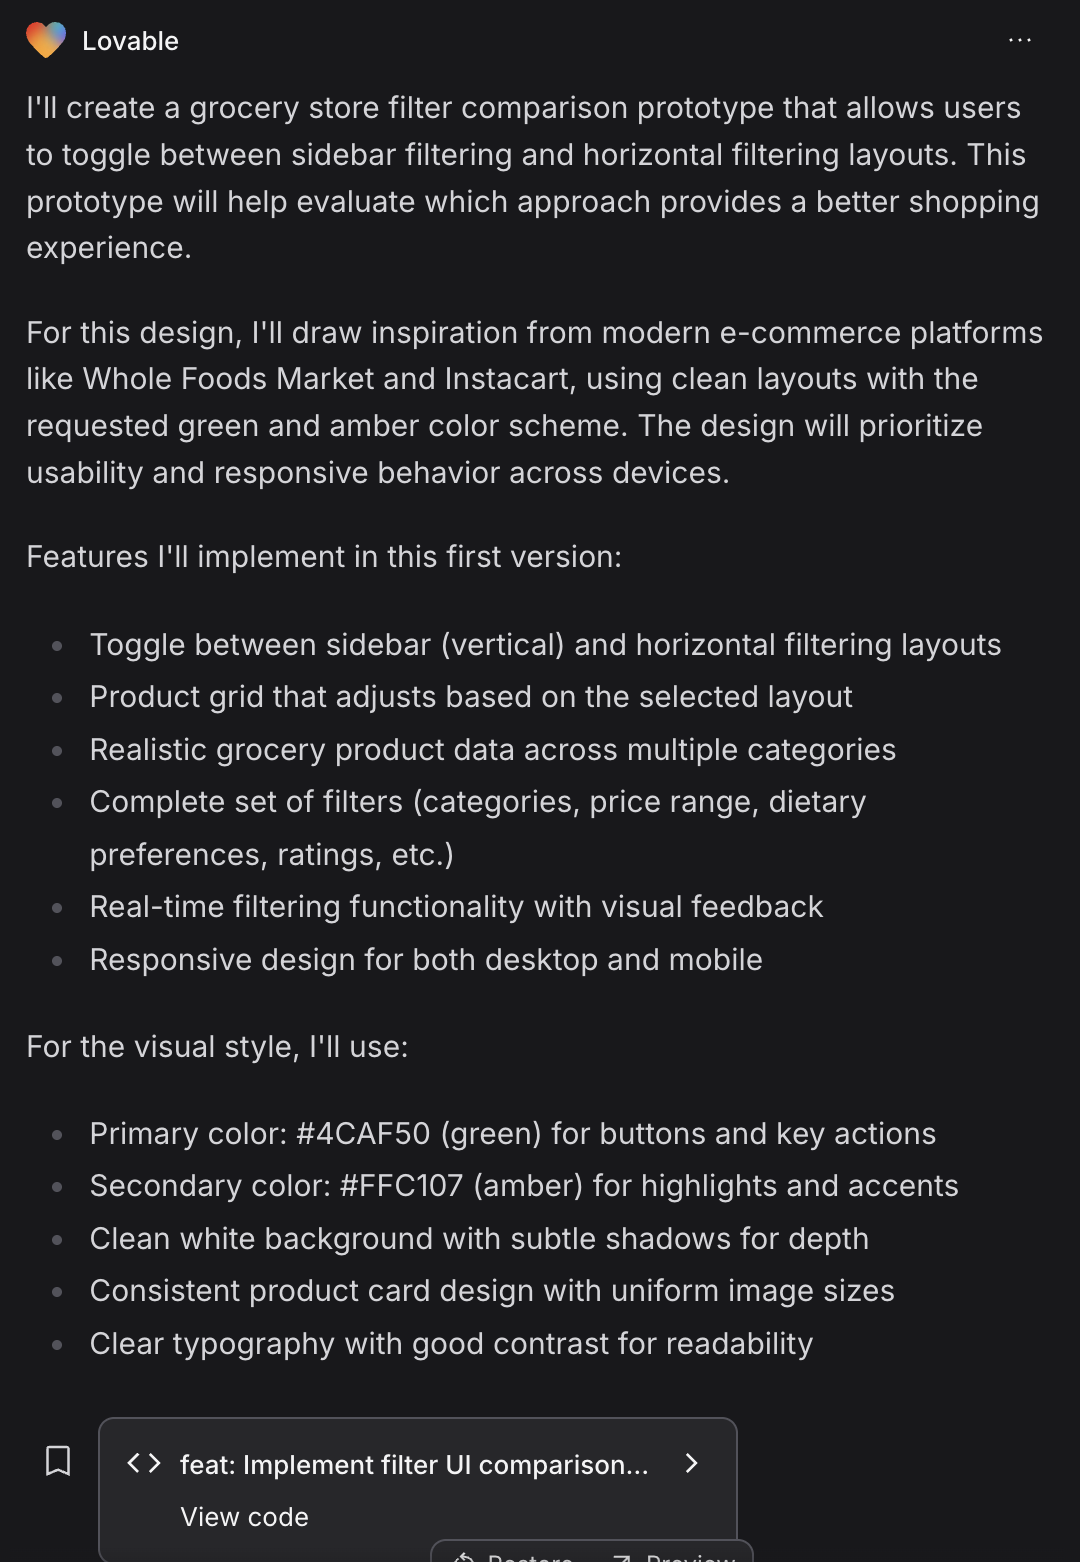 Lovable
I'll create a grocery store filter comparison prototype that allows users
to toggle between sidebar filtering and horizontal filtering layouts. This
prototype will help evaluate which approach provides a better shopping
experience.
For this design, I'll draw inspiration from modern e-commerce platforms
like Whole Foods Market and Instacart, using clean layouts with the
requested green and amber color scheme. The design will prioritize
usability and responsive behavior across devices.
Features I'll implement in this first version:
Toggle between sidebar (vertical) and horizontal filtering layouts
Product grid that adjusts based on the selected layout
Realistic grocery product data across multiple categories
Complete set of filters (categories, price range, dietary
preferences, ratings, etc.)
Real-time filtering functionality with visual feedback
Responsive design for both desktop and mobile
For the visual style, I'll use:
Primary color: #4CAF50 (green) for buttons and key actions
Secondary color: #FFC107 (amber) for highlights and accents
Clean white background with subtle shadows for depth
Consistent product card design with uniform image sizes
Clear typography with good contrast for readability
feat: Implement filter UI comparison...
View code
Restore Preview